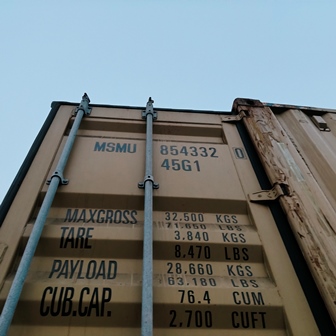 MSMU 854332 0
45G1
MAXGROSS 32.500 KGS
71.650 LBS
TARE 3.840 KGS
8.470 LBS
PAYLOAD 28.660 KGS
63.180 LBS
CUB.CAP. 76.4 CUM
2.700 CUFT